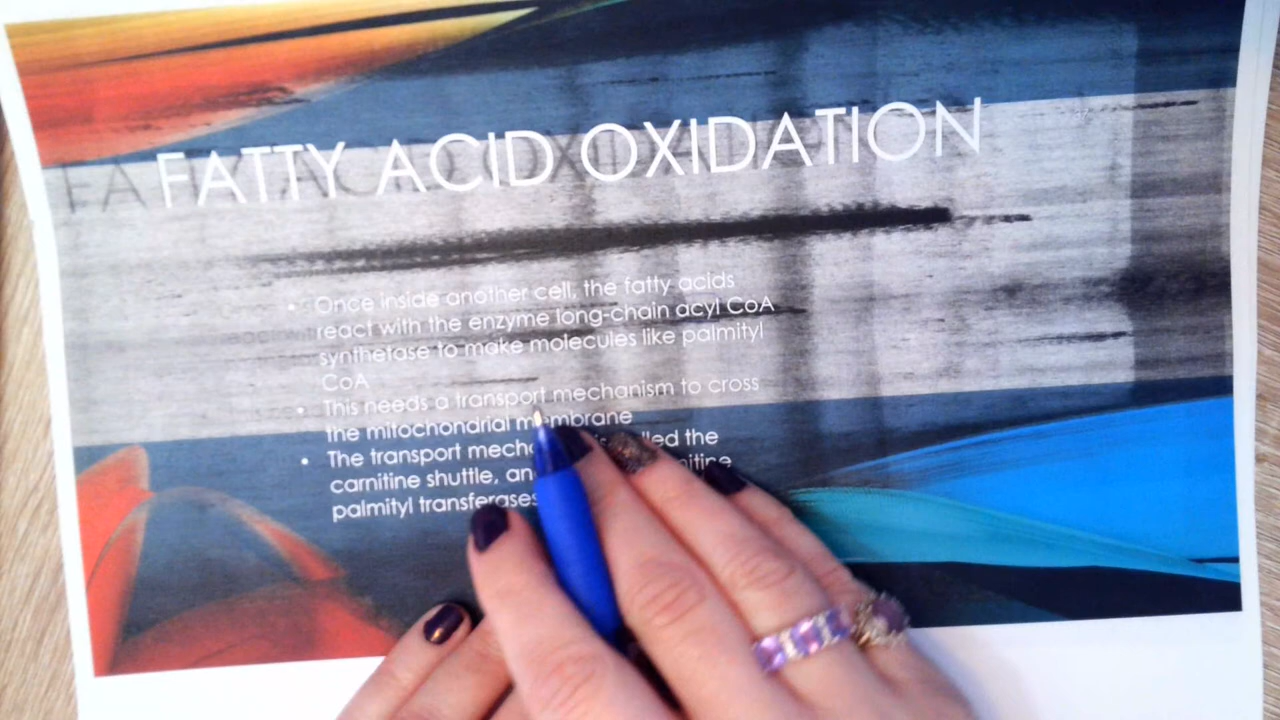 FATTY ACID OXIDATION
• Once inside another cell, the fatty acids
react with the enzyme long-chain acyl CoA
synthetase to make molecules like palmityl
CoA
• This needs a transport mechanism to cross
the mitochondrial membrane
• The transport the
carnitine shuttle,
palmityl transferases